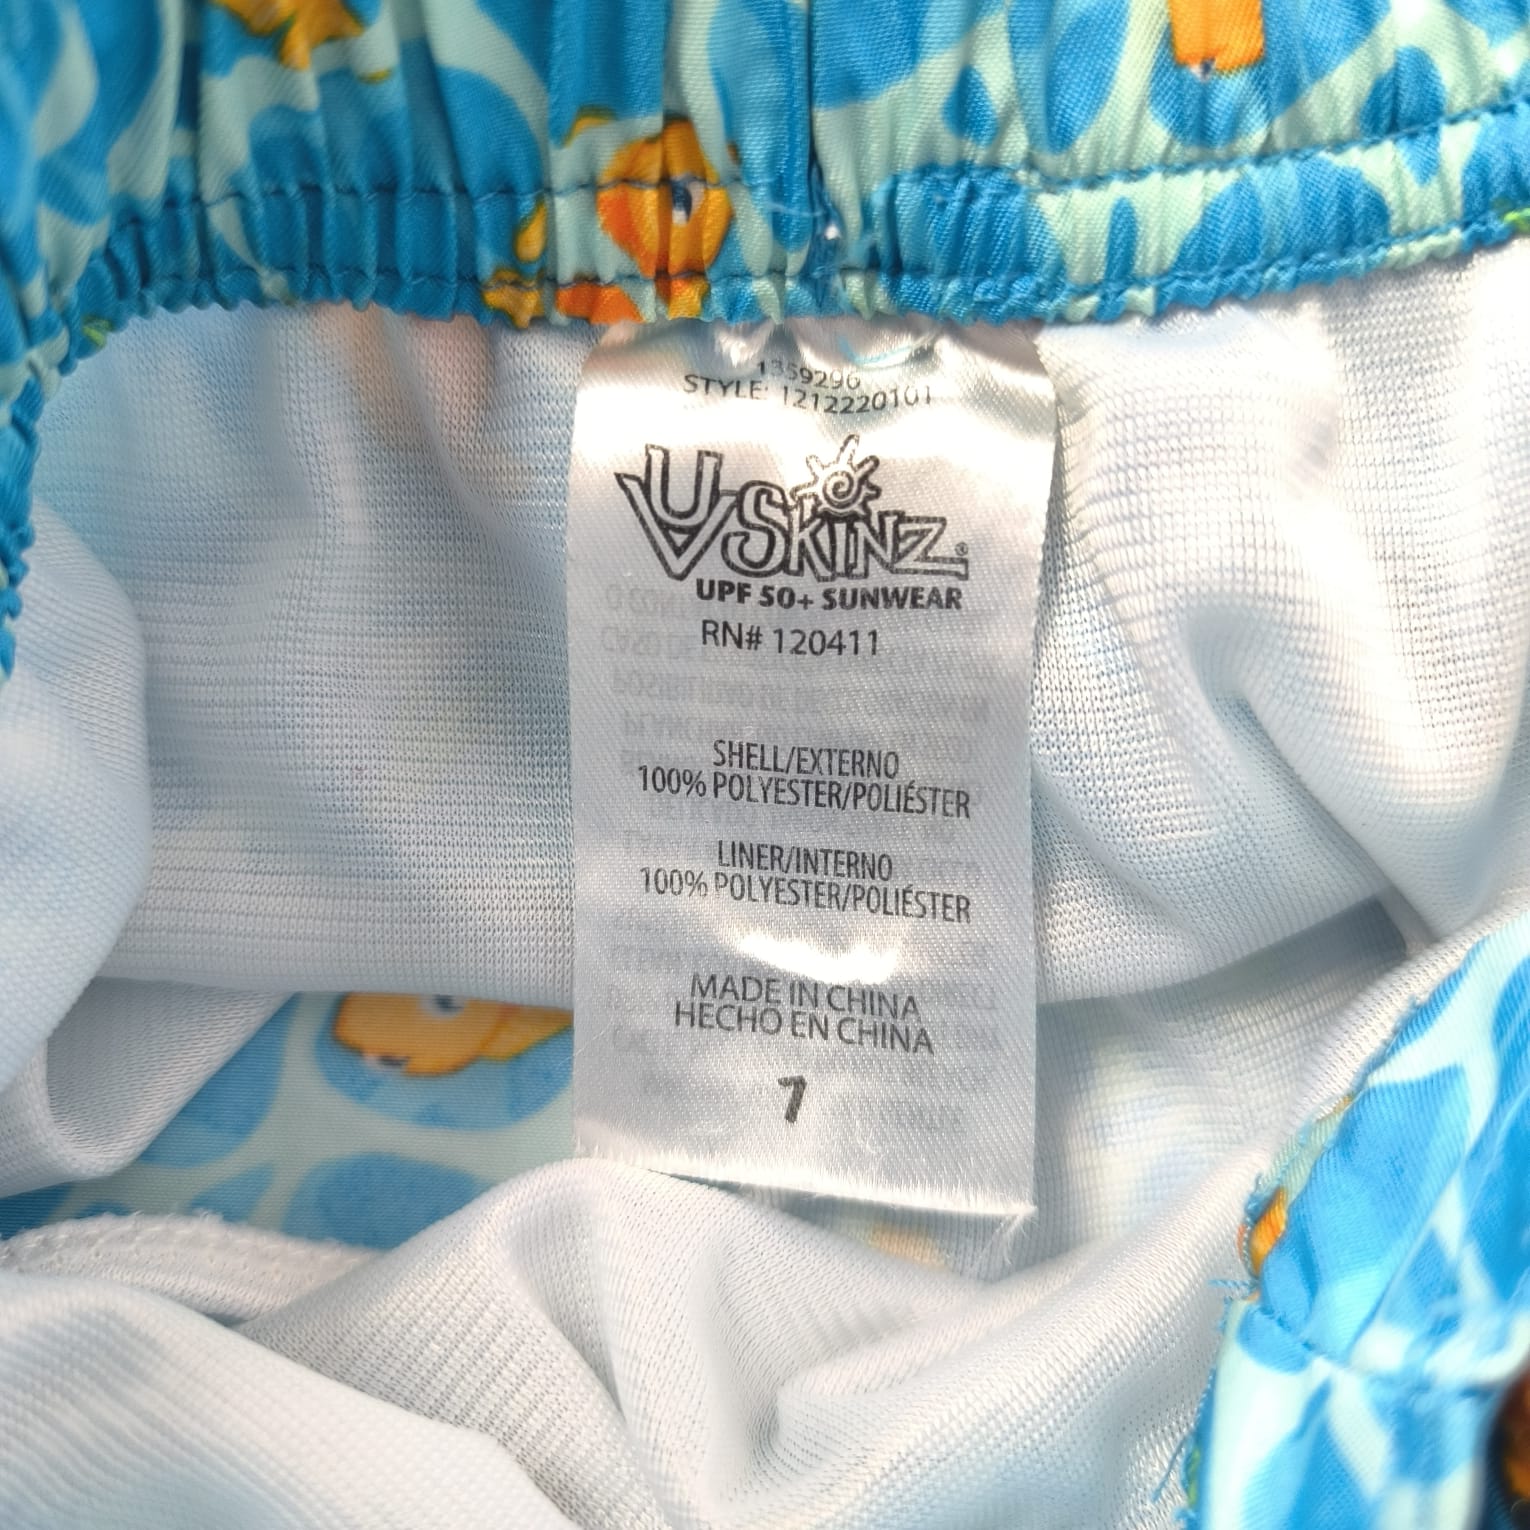 1359296
STYLE: 1212220101
UV SKINZ®
UPF 50+ SUNWEAR
RN# 120411
SHELL/EXTERNO
100% POLYESTER/POLIÉSTER
LINER/INTERNO
100% POLYESTER/POLIÉSTER
MADE IN CHINA
HECHO EN CHINA
1